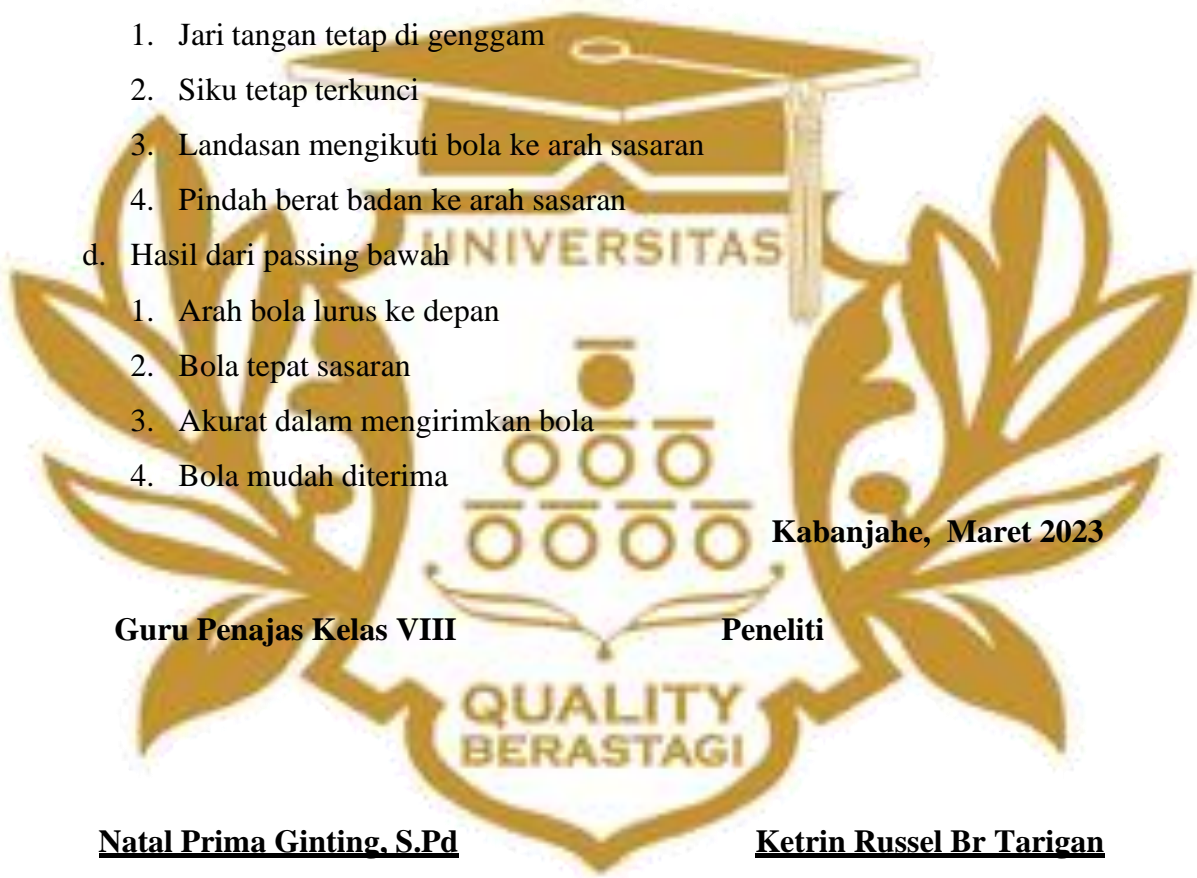 1. Jari tangan tetap di genggam
2. Siku tetap terkunci
3. Landasan mengikuti bola ke arah sasaran
4. Pindah berat badan ke arah sasaran
UNIVERSITAS
d. Hasil dari passing bawah
1. Arah bola lurus ke depan
2. Bola tepat sasaran
3. Akurat dalam mengirimkan bola
4. Bola mudah diterima
Kabanjahe, Maret 2023
Guru Penajas Kelas VIII Peneliti
QUALITY
BERASTAGI
Natal Prima Ginting, S.Pd Ketrin Russel Br Tarigan